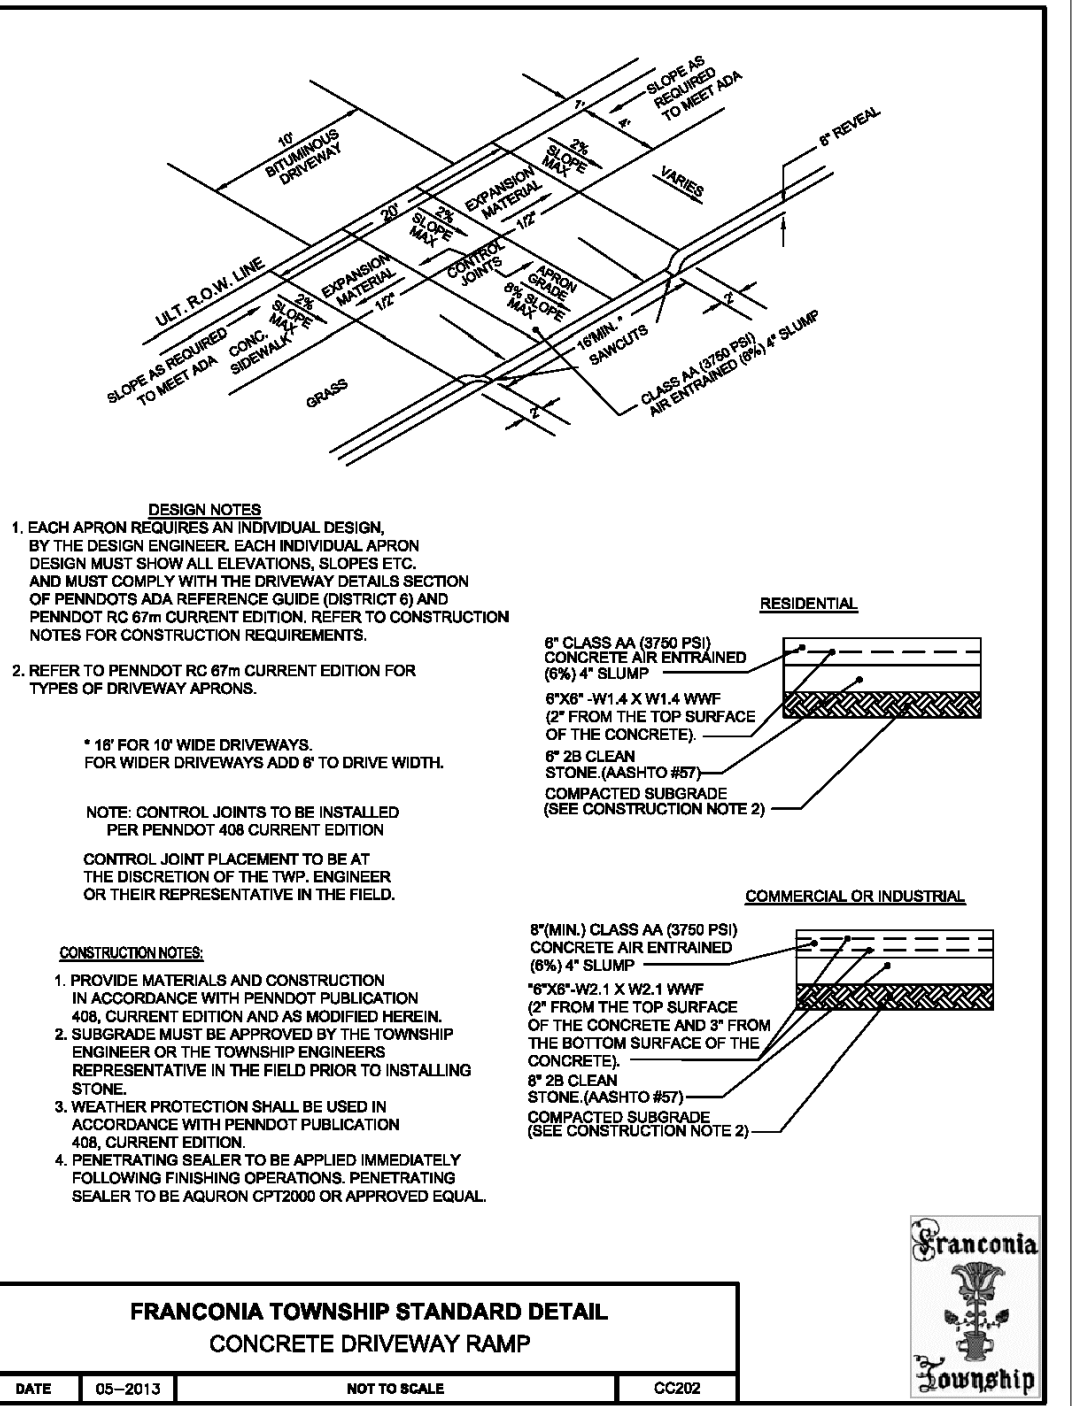 SLOPE AS
REQUIRED
TO MEET ADA
1'
4'
10'
BITUMINOUS
DRIVEWAY
2%
SLOPE
MAX
6" REVEAL
VARIES
EXPANSION
MATERIAL
1/2"
20'
2%
SLOPE
MAX
CONTROL
JOINTS
APRON
GRADE
8% SLOPE
MAX
ULT. R.O.W. LINE
EXPANSION
MATERIAL
1/2"
2%
SLOPE
MAX
SLOPE AS REQUIRED
TO MEET ADA
CONC.
SIDEWALK
GRASS
16'MIN. *
SAWCUTS
2'
2'
CLASS AA (3750 PSI)
AIR ENTRAINED (6%) 4" SLUMP
DESIGN NOTES
1. EACH APRON REQUIRES AN INDIVIDUAL DESIGN,
BY THE DESIGN ENGINEER. EACH INDIVIDUAL APRON
DESIGN MUST SHOW ALL ELEVATIONS, SLOPES ETC.
AND MUST COMPLY WITH THE DRIVEWAY DETAILS SECTION
OF PENNDOTS ADA REFERENCE GUIDE (DISTRICT 6) AND
PENNDOT RC 67m CURRENT EDITION. REFER TO CONSTRUCTION
NOTES FOR CONSTRUCTION REQUIREMENTS.
2. REFER TO PENNDOT RC 67m CURRENT EDITION FOR
TYPES OF DRIVEWAY APRONS.
* 16' FOR 10' WIDE DRIVEWAYS.
FOR WIDER DRIVEWAYS ADD 6' TO DRIVE WIDTH.
NOTE: CONTROL JOINTS TO BE INSTALLED
PER PENNDOT 408 CURRENT EDITION
CONTROL JOINT PLACEMENT TO BE AT
THE DISCRETION OF THE TWP. ENGINEER
OR THEIR REPRESENTATIVE IN THE FIELD.
CONSTRUCTION NOTES:
1. PROVIDE MATERIALS AND CONSTRUCTION
IN ACCORDANCE WITH PENNDOT PUBLICATION
408, CURRENT EDITION AND AS MODIFIED HEREIN.
2. SUBGRADE MUST BE APPROVED BY THE TOWNSHIP
ENGINEER OR THE TOWNSHIP ENGINEERS
REPRESENTATIVE IN THE FIELD PRIOR TO INSTALLING
STONE.
3. WEATHER PROTECTION SHALL BE USED IN
ACCORDANCE WITH PENNDOT PUBLICATION
408, CURRENT EDITION.
4. PENETRATING SEALER TO BE APPLIED IMMEDIATELY
FOLLOWING FINISHING OPERATIONS. PENETRATING
SEALER TO BE AQURON CPT2000 OR APPROVED EQUAL.
RESIDENTIAL
6" CLASS AA (3750 PSI)
CONCRETE AIR ENTRAINED
(6%) 4" SLUMP
6"X6" -W1.4 X W1.4 WWF
(2" FROM THE TOP SURFACE
OF THE CONCRETE).
6" 2B CLEAN
STONE.(AASHTO #57)
COMPACTED SUBGRADE
(SEE CONSTRUCTION NOTE 2)
COMMERCIAL OR INDUSTRIAL
8"(MIN.) CLASS AA (3750 PSI)
CONCRETE AIR ENTRAINED
(6%) 4" SLUMP
"6"X6"-W2.1 X W2.1 WWF
(2" FROM THE TOP SURFACE
OF THE CONCRETE AND 3" FROM
THE BOTTOM SURFACE OF THE
CONCRETE).
8" 2B CLEAN
STONE.(AASHTO #57)
COMPACTED SUBGRADE
(SEE CONSTRUCTION NOTE 2)
Franconia
Township
FRANCONIA TOWNSHIP STANDARD DETAIL
CONCRETE DRIVEWAY RAMP
DATE
05-2013
NOT TO SCALE
CC202